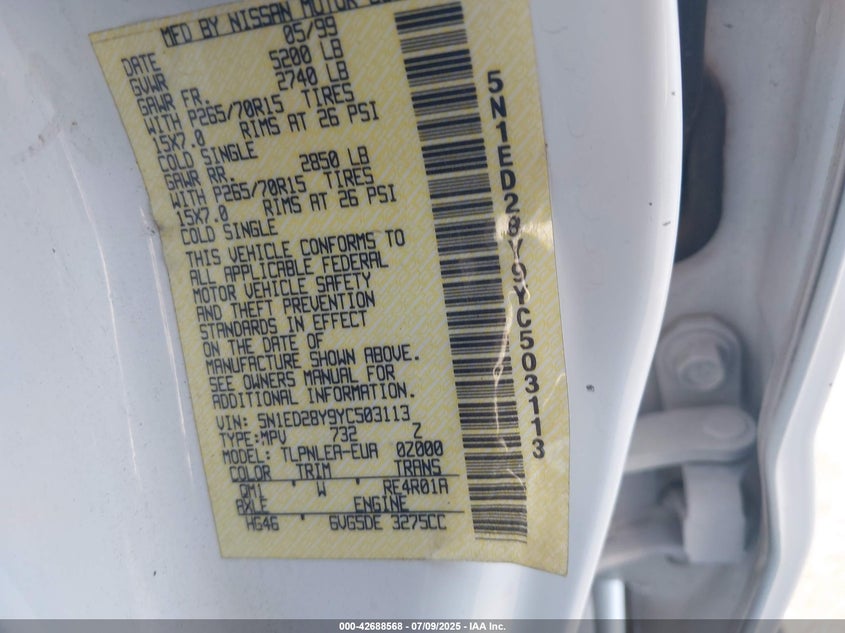 MFD BY NISSAN MOTOR
DATE 05/99
GVWR 5200 LB
GAWR FR. 2740 LB
WITH P265/70R15 TIRES
15X7.0 RIMS AT 26 PSI
COLD SINGLE
GAWR RR. 2850 LB
WITH P265/70R15 TIRES
15X7.0 RIMS AT 26 PSI
COLD SINGLE
THIS VEHICLE CONFORMS TO
ALL APPLICABLE FEDERAL
MOTOR VEHICLE SAFETY
AND THEFT PREVENTION
STANDARDS IN EFFECT
ON THE DATE OF
MANUFACTURE SHOWN ABOVE.
SEE OWNERS MANUAL FOR
ADDITIONAL INFORMATION.
VIN: 5N1ED28Y9YC503113
TYPE:MPV 732 Z
MODEL: TLPNLEA-EUA 0Z000
COLOR TRIM TRANS
QM1 ' W ' RE4R01A
AXLE ENGINE
HG46 ' GVG5DE 3275CC
5N1ED28Y9YC503113
000-42688568 - 07/09/2025 - IAA Inc.